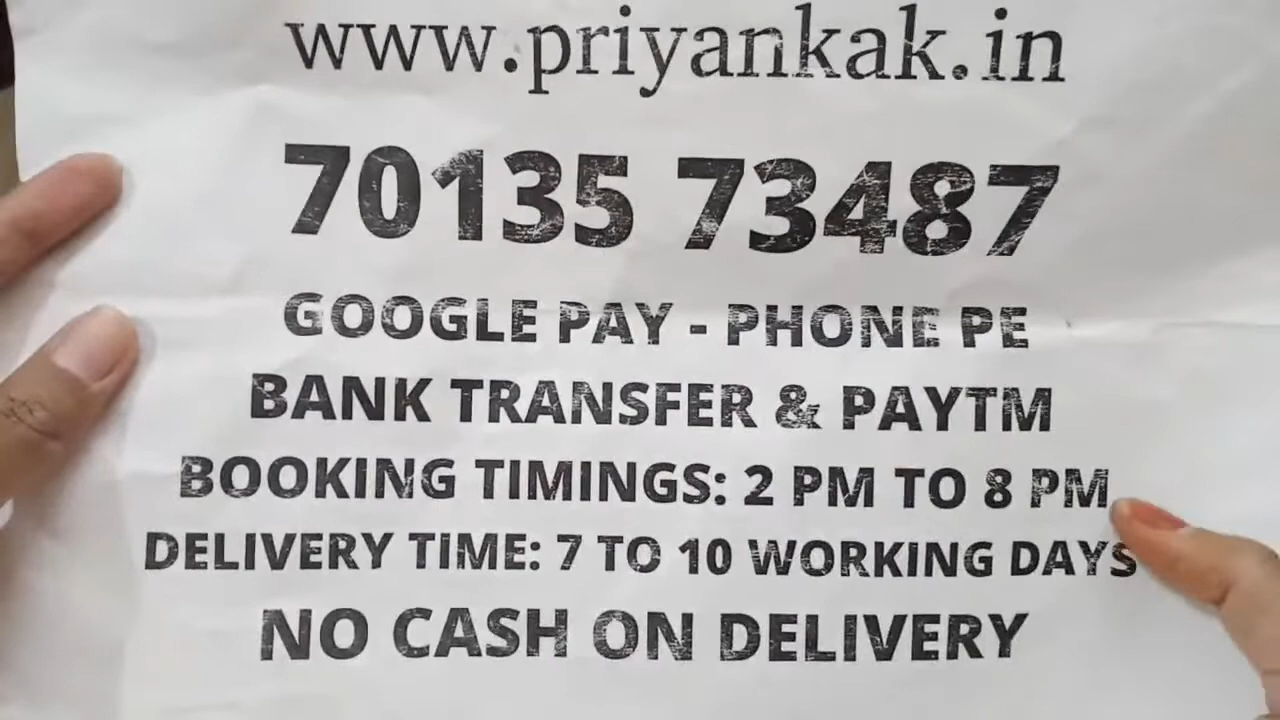 www.priyankak.in
70135 73487
GOOGLE PAY - PHONE PE
BANK TRANSFER & PAYTM
BOOKING TIMINGS: 2 PM TO 8 PM
DELIVERY TIME: 7 TO 10 WORKING DAYS
NO CASH ON DELIVERY